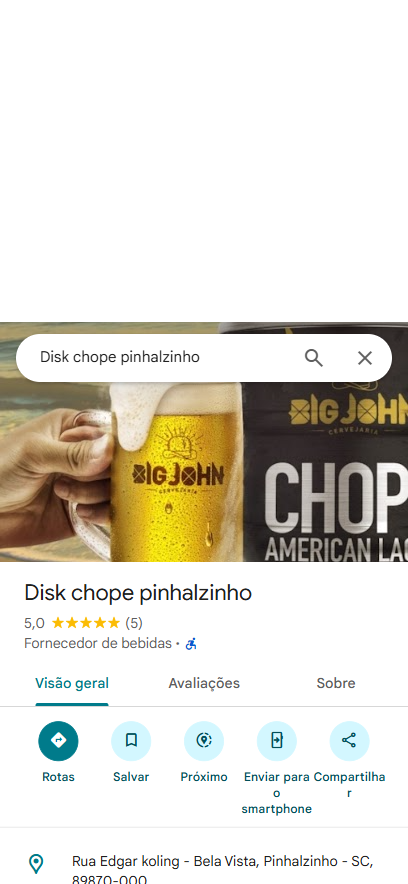 Disk chope pinhalzinho
BIG JOHN
CERVEJARIA
BIG JOHN
CERVEJARIA
CHOP
AMERICAN LAG
Disk chope pinhalzinho
5,0 ★★★★★ (5)
Fornecedor de bebidas ·
Visão geral Avaliações Sobre
Rotas Salvar Próximo Enviar para Compartilha
o r
smartphone
Rua Edgar koling - Bela Vista, Pinhalzinho - SC,
89870-000